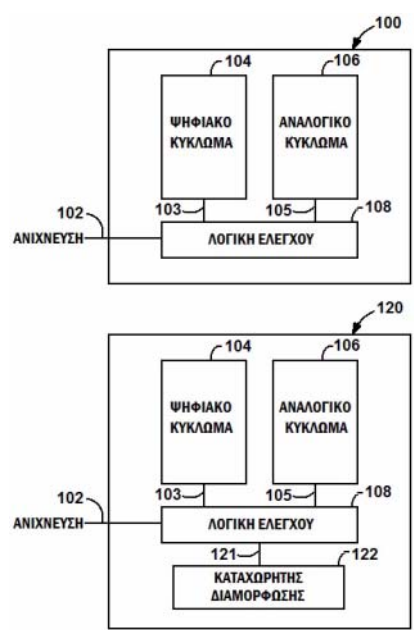 100
104
106
ΨΗΦΙΑΚΟ
ΚΥΚΛΩΜΑ
ΑΝΑΛΟΓΙΚΟ
ΚΥΚΛΩΜΑ
102
103
105
108
ΑΝΙΧΝΕΥΣΗ
ΛΟΓΙΚΗ ΕΛΕΓΧΟΥ
120
104
106
ΨΗΦΙΑΚΟ
ΚΥΚΛΩΜΑ
ΑΝΑΛΟΓΙΚΟ
ΚΥΚΛΩΜΑ
102
103
105
108
ΑΝΙΧΝΕΥΣΗ
ΛΟΓΙΚΗ ΕΛΕΓΧΟΥ
121
122
ΚΑΤΑΧΩΡΗΤΗΣ
ΔΙΑΜΟΡΦΩΣΗΣ